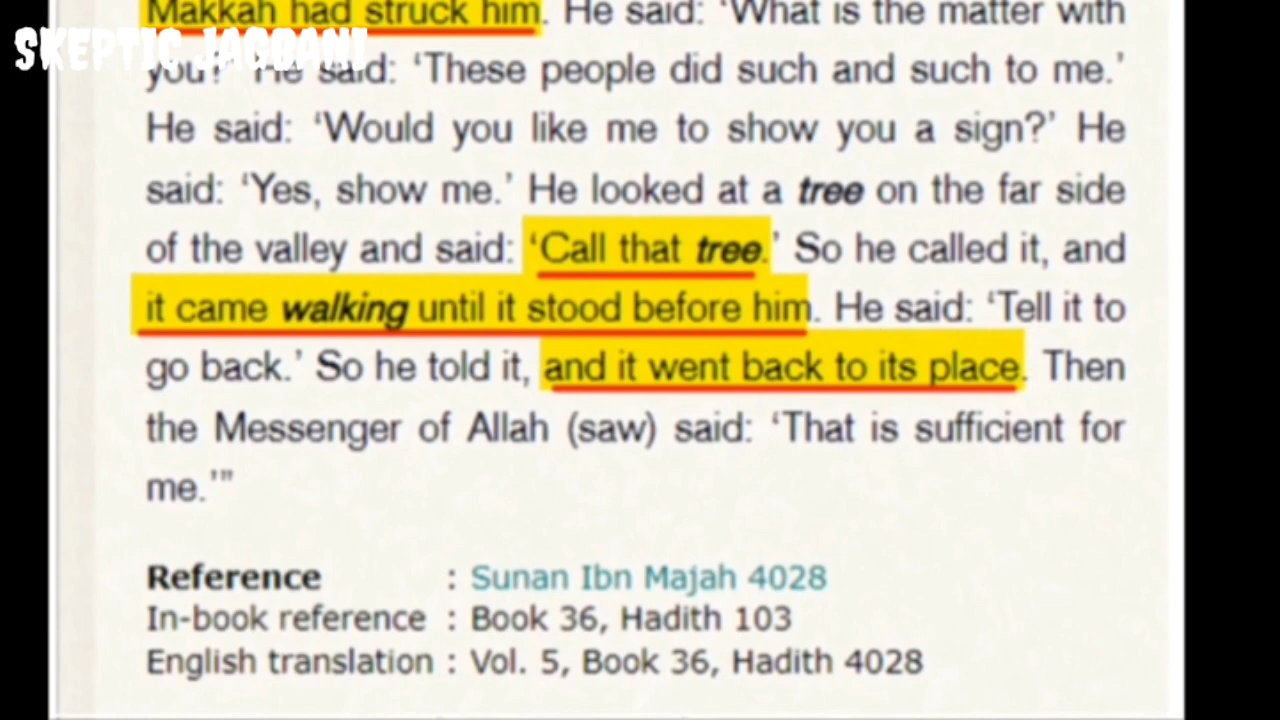 Makkah had struck him. He said: ‘What is the matter with
SKEPTIC JAGBANI
you?’ He said: ‘These people did such and such to me.’
He said: ‘Would you like me to show you a sign?’ He
said: ‘Yes, show me.’ He looked at a tree on the far side
of the valley and said: ‘Call that tree.’ So he called it, and
it came walking until it stood before him. He said: ‘Tell it to
go back.’ So he told it, and it went back to its place. Then
the Messenger of Allah (saw) said: ‘That is sufficient for
me.’”
Reference : Sunan Ibn Majah 4028
In-book reference : Book 36, Hadith 103
English translation : Vol. 5, Book 36, Hadith 4028